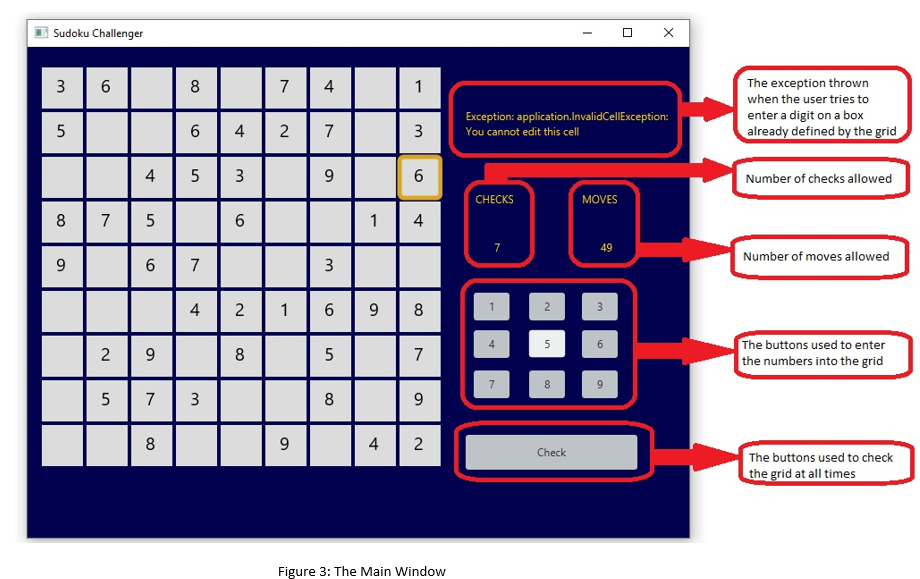 Sudoku Challenger
3 6 8 7 4 1
5 6 4 2 7 3
4 5 3 9 6
8 7 5 6 1 4
9 6 7 3
4 2 1 6 9 8
2 9 8 5 7
5 7 3 8 9
8 9 4 2
Exception: application.InvalidCellException:
You cannot edit this cell
CHECKS MOVES
7 49
1 2 3
4 5 6
7 8 9
Check
The exception thrown
when the user tries to
enter a digit on a box
already defined by the grid
Number of checks allowed
Number of moves allowed
The buttons used to enter
the numbers into the grid
The buttons used to check
the grid at all times
Figure 3: The Main Window